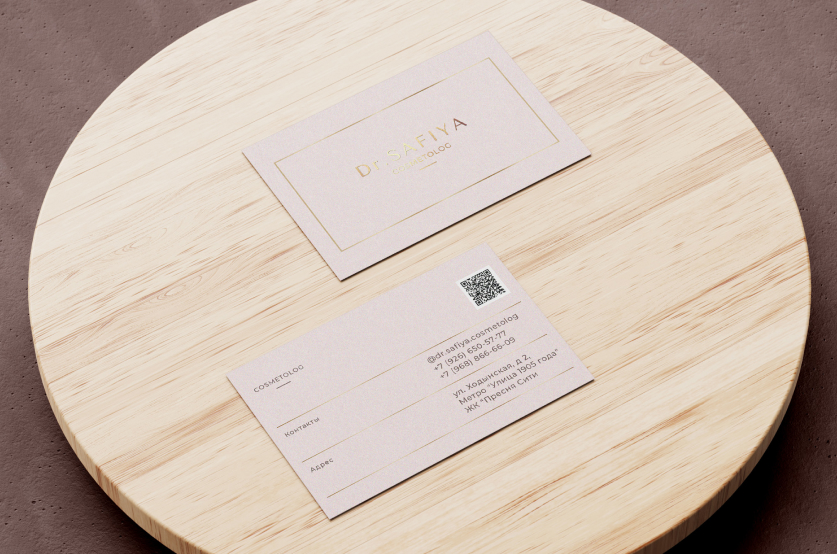 Dr.SAFIYA
COSMETOLOG
COSMETOLOG
@dr.safiya.cosmetolog
+7 (926) 650-57-77
+7 (968) 866-66-09
Контакты
ул. Ходынская, д 2,
Метро "улица 1905 года"
ЖК "Пресня Сити
Адрес